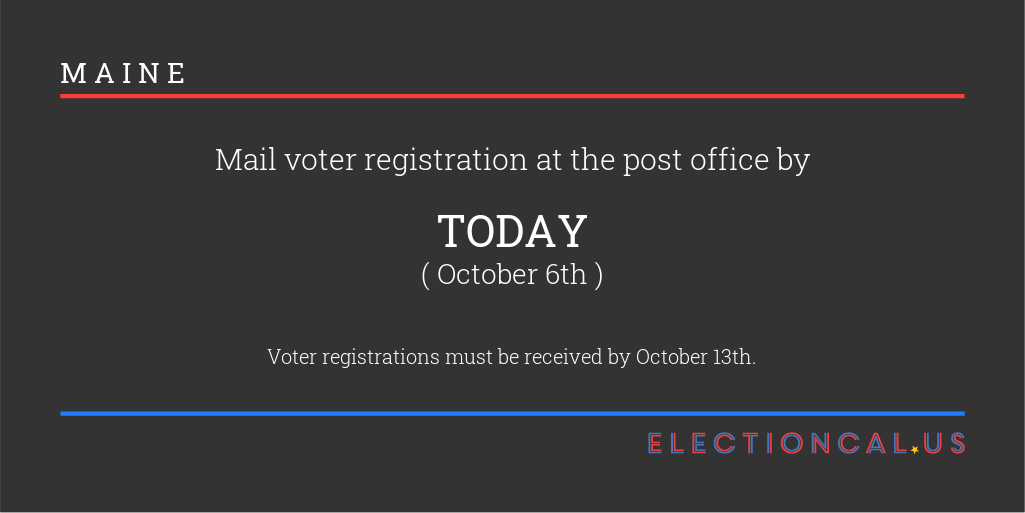 MAINE
Mail voter registration at the post office by
TODAY
( October 6th )
Voter registrations must be received by October 13th.
ELECTIONCAL.US